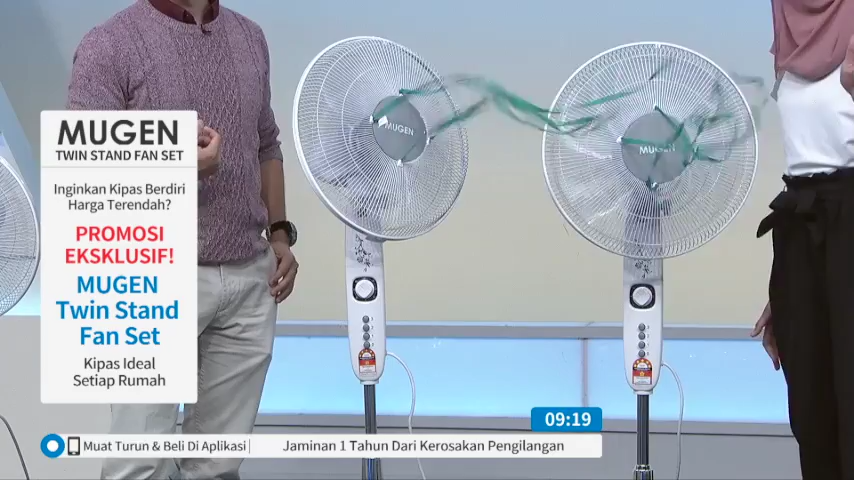 MUGEN
TWIN STAND FAN SET
Inginkan Kipas Berdiri
Harga Terendah?
PROMOSI
EKSKLUSIF!
MUGEN
Twin Stand
Fan Set
Kipas Ideal
Setiap Rumah
MUGEN
MUGEN
09:19
Muat Turun & Beli Di Aplikasi
Jaminan 1 Tahun Dari Kerosakan Pengilangan